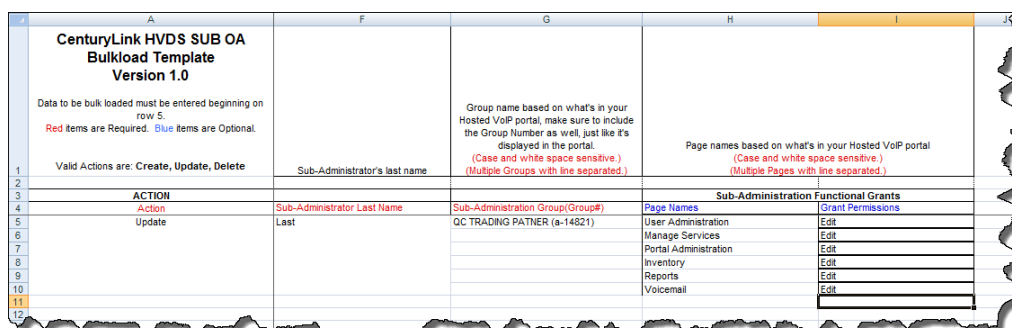 A F G H I J
CenturyLink HVDS SUB OA
Bulkload Template
Version 1.0
Data to be bulk loaded must be entered beginning on
row 5.
Red items are Required. Blue items are Optional.
Valid Actions are: Create, Update, Delete
Sub-Administrator's last name
Group name based on what's in your
Hosted VoIP portal, make sure to include
the Group Number as well, just like it's
displayed in the portal.
(Case and white space sensitive.)
(Multiple Groups with line separated.)
Page names based on what's in your Hosted VoIP portal
(Case and white space sensitive.)
(Multiple Pages with line separated.)
1
2
3 ACTION Sub-Administration Functional Grants
4 Action Sub-Administrator Last Name Sub-Administration Group(Group#) Page Names Grant Permissions
5 Update Last QC TRADING PATNER (a-14821) User Administration Edit
6 Manage Services Edit
7 Portal Administration Edit
8 Inventory Edit
9 Reports Edit
10 Voicemail Edit
11
12